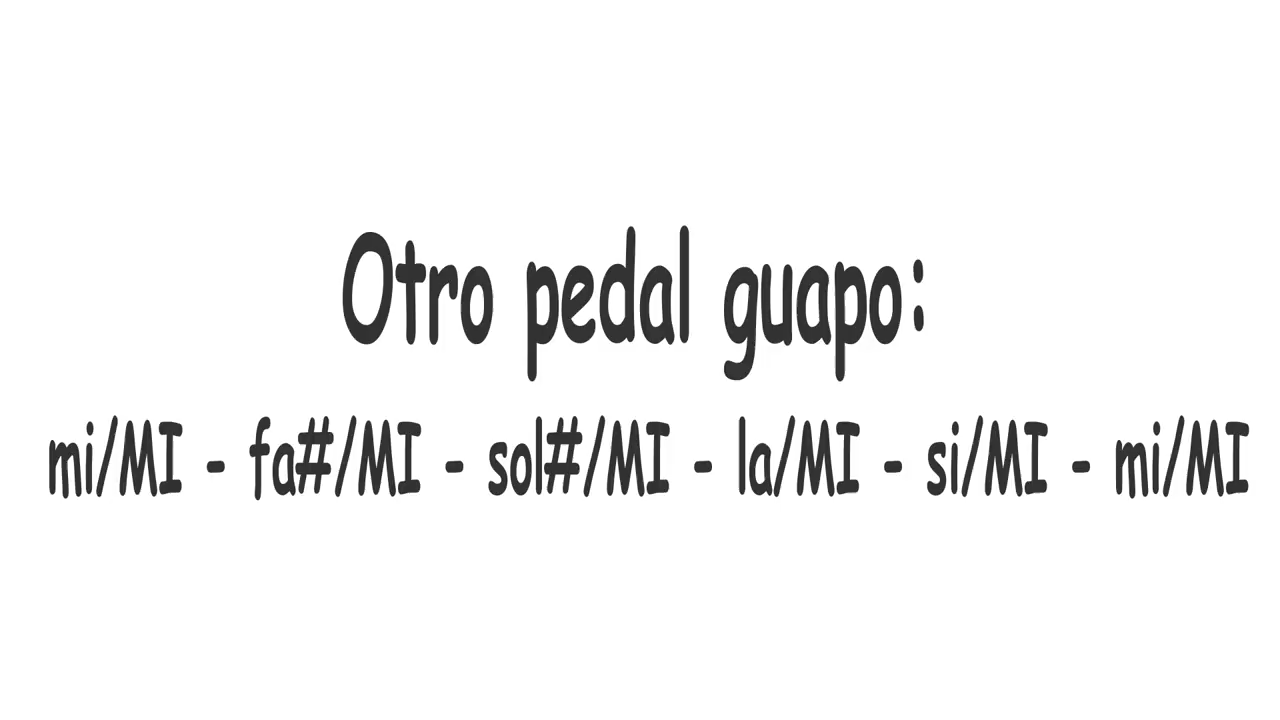 Otro pedal guapo:
mi/MI - fa#/MI - sol#/MI - la/MI - si/MI - mi/MI